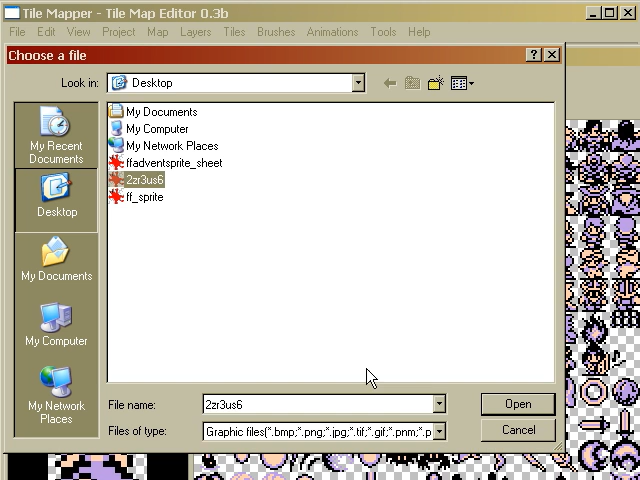 Tile Mapper - Tile Map Editor 0.3b
File Edit View Project Map Layers Tiles Brushes Animations Tools Help
Choose a file
Look in: Desktop
My Recent Documents
Desktop
My Documents
My Computer
My Network Places
My Documents
My Computer
My Network Places
ffadventsprite_sheet
2zr3us6
ff_sprite
File name: 2zr3us6 Open
Files of type: Graphic files(*.bmp;*.png;*.jpg;*.tif;*.gif;*.pnm;*.p Cancel